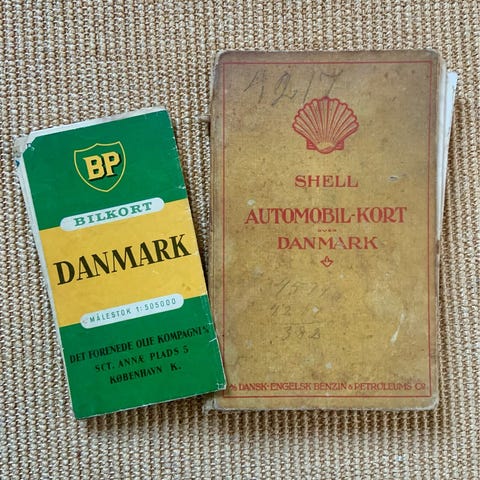 BP
BILKORT
DANMARK
MÅLESTOK 1:505000
DET FORENEDE OLIE KOMPAGNI A/S
SCT. ANNÆ PLADS 5
KØBENHAVN K.
4217
SHELL
AUTOMOBIL-KORT
OVER
DANMARK
A/S DANSK-ENGELSK BENZIN & PETROLEUMS Co